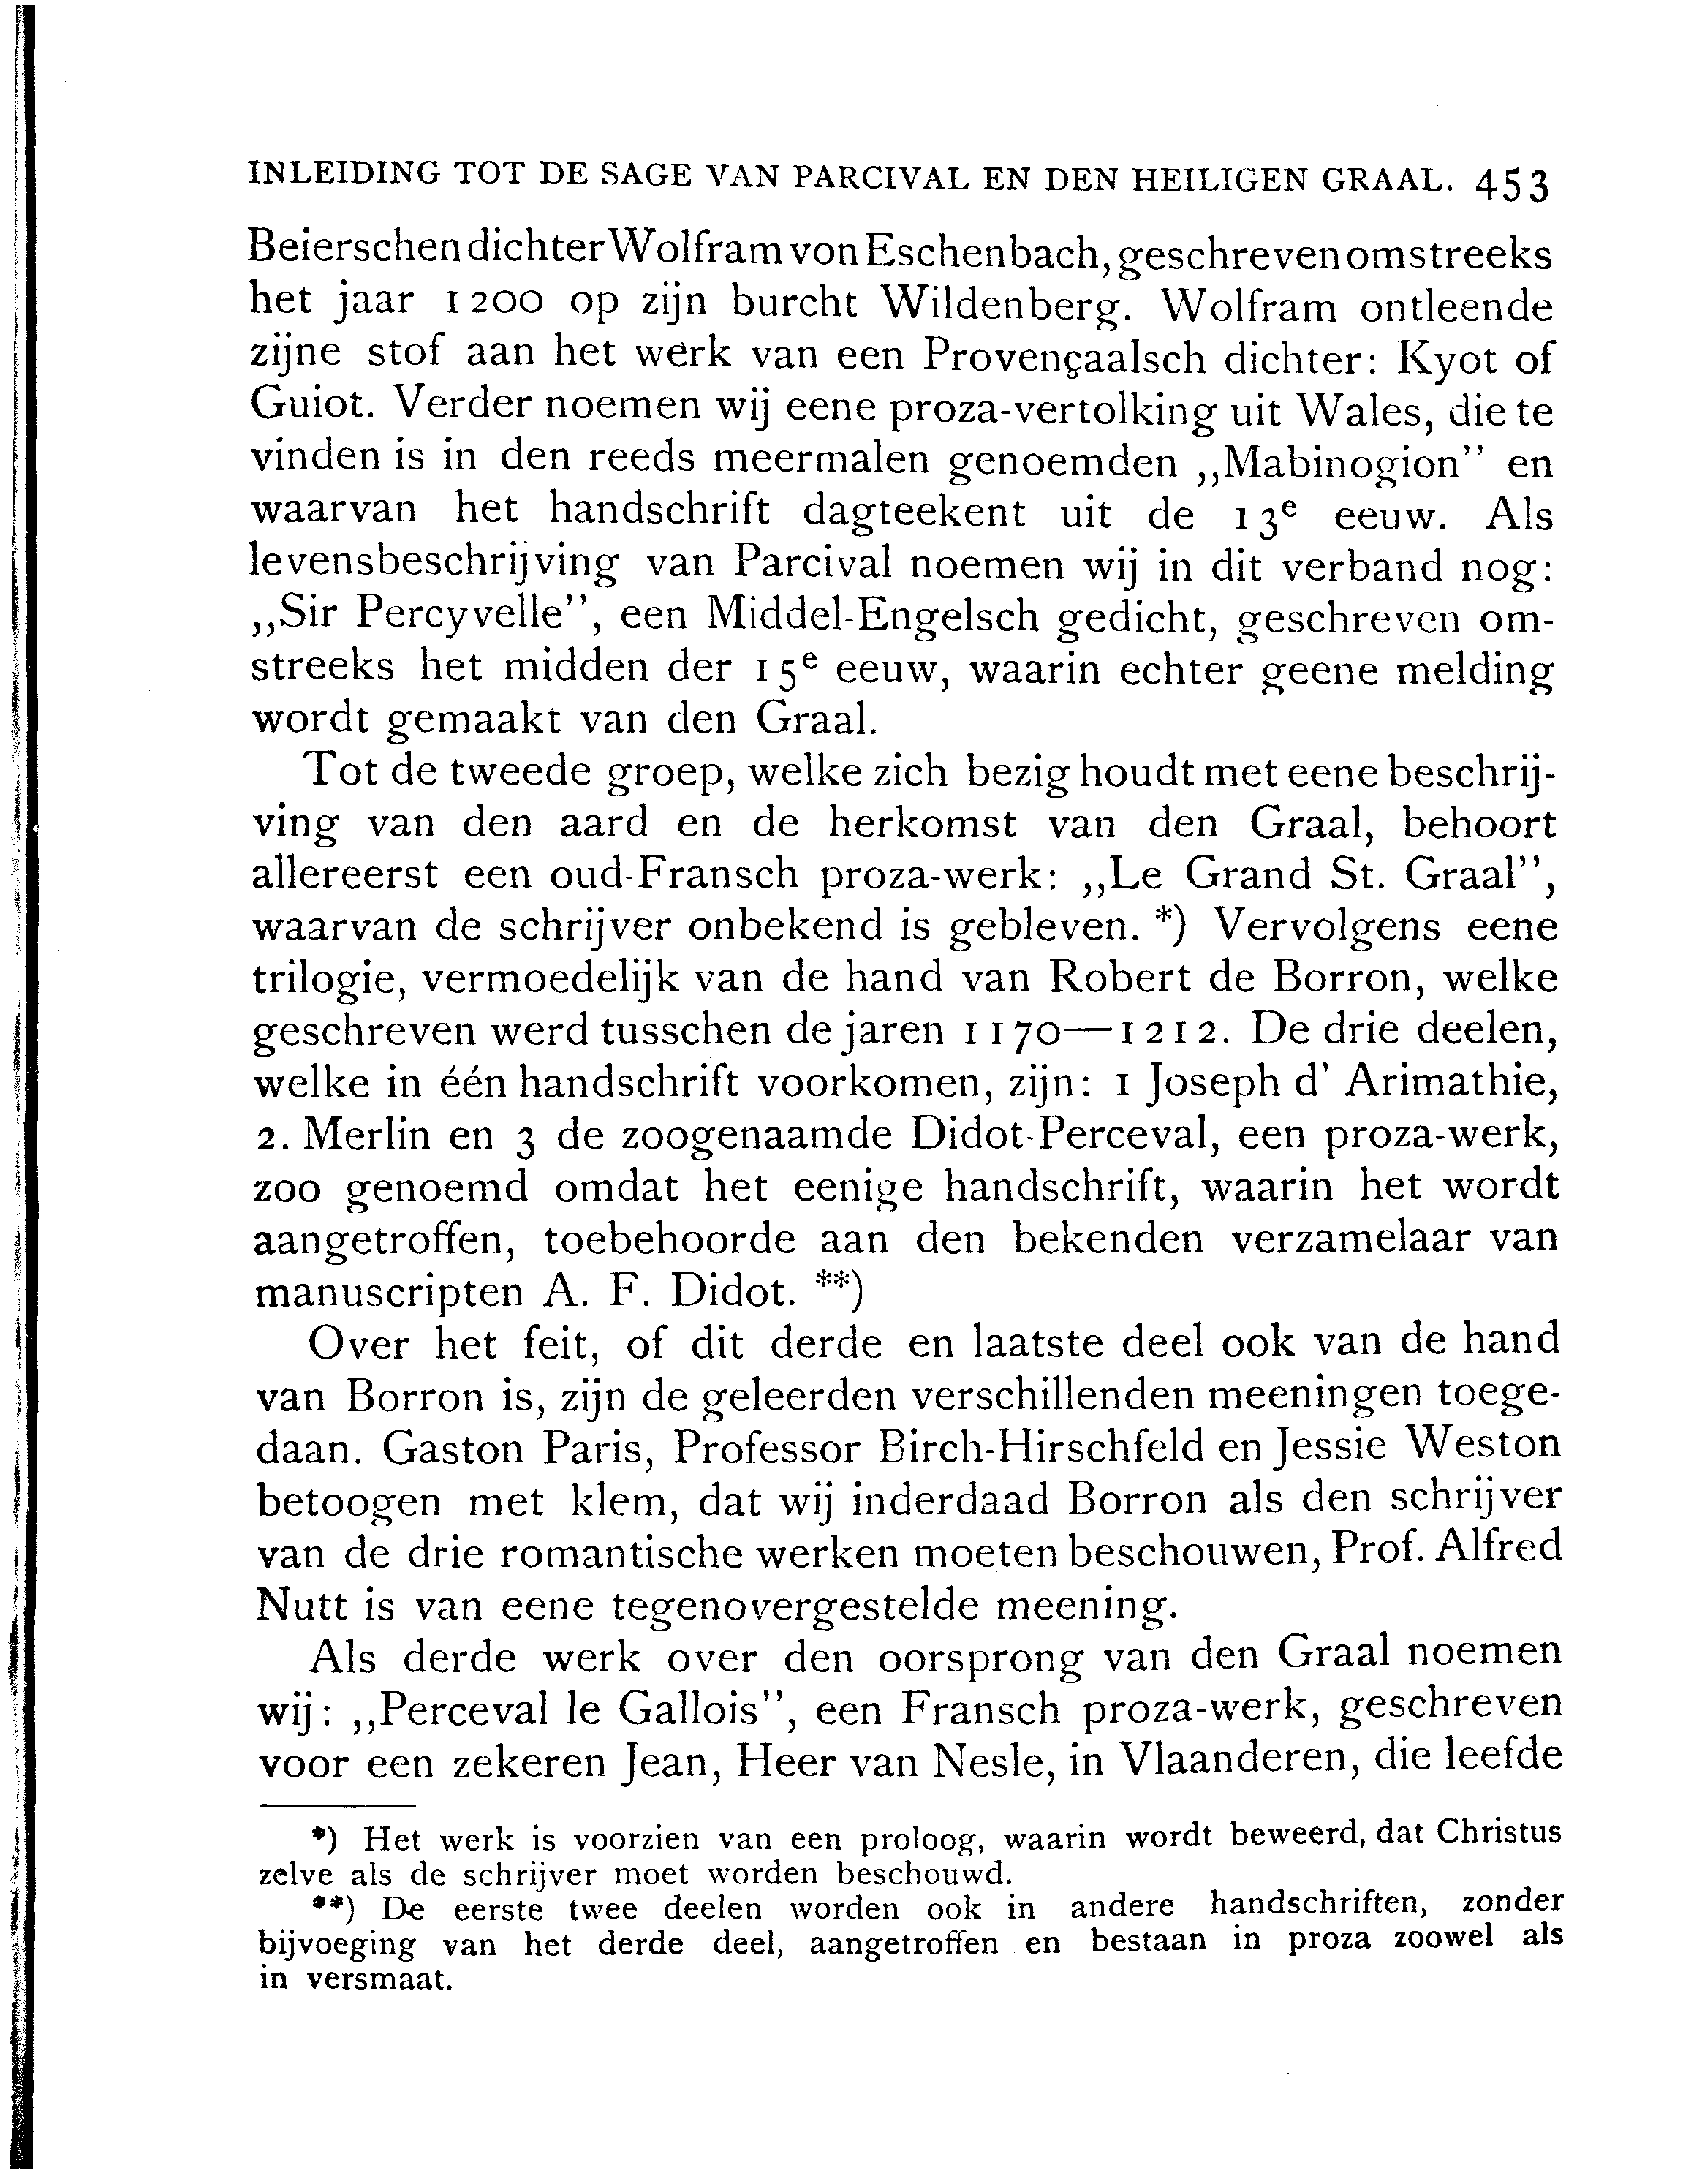 INLEIDING TOT DE SAGE VAN PARCIVAL EN DEN HEILIGEN GRAAL. 453
Beierschen dichter Wolfram von Eschenbach, geschreven omstreeks
het jaar 1200 op zijn burcht Wildenberg. Wolfram ontleende
zijne stof aan het werk van een Provençaalsch dichter: Kyot of
Guiot. Verder noemen wij eene proza-vertolking uit Wales, die te
vinden is in den reeds meermalen genoemden ,,Mabinogion'' en
waarvan het handschrift dagteekent uit de 13e eeuw. Als
levensbeschrijving van Parcival noemen wij in dit verband nog:
,,Sir Percyvelle'', een Middel-Engelsch gedicht, geschreven om-
streeks het midden der 15e eeuw, waarin echter geene melding
wordt gemaakt van den Graal.
Tot de tweede groep, welke zich bezig houdt met eene beschrij-
ving van den aard en de herkomst van den Graal, behoort
allereerst een oud-Fransch proza-werk: ,,Le Grand St. Graal'',
waarvan de schrijver onbekend is gebleven. *) Vervolgens eene
trilogie, vermoedelijk van de hand van Robert de Borron, welke
geschreven werd tusschen de jaren 1170—1212. De drie deelen,
welke in één handschrift voorkomen, zijn: 1 Joseph d' Arimathie,
2. Merlin en 3 de zoogenaamde Didot-Perceval, een proza-werk,
zoo genoemd omdat het eenige handschrift, waarin het wordt
aangetroffen, toebehoorde aan den bekenden verzamelaar van
manuscripten A. F. Didot. **)
Over het feit, of dit derde en laatste deel ook van de hand
van Borron is, zijn de geleerden verschillenden meeningen toege-
daan. Gaston Paris, Professor Birch-Hirschfeld en Jessie Weston
betoogen met klem, dat wij inderdaad Borron als den schrijver
van de drie romantische werken moeten beschouwen, Prof. Alfred
Nutt is van eene tegenovergestelde meening.
Als derde werk over den oorsprong van den Graal noemen
wij: ,,Perceval le Gallois'', een Fransch proza-werk, geschreven
voor een zekeren Jean, Heer van Nesle, in Vlaanderen, die leefde
*) Het werk is voorzien van een proloog, waarin wordt beweerd, dat Christus
zelve als de schrijver moet worden beschouwd.
**) De eerste twee deelen worden ook in andere handschriften, zonder
bijvoeging van het derde deel, aangetroffen en bestaan in proza zoowel als
in versmaat.